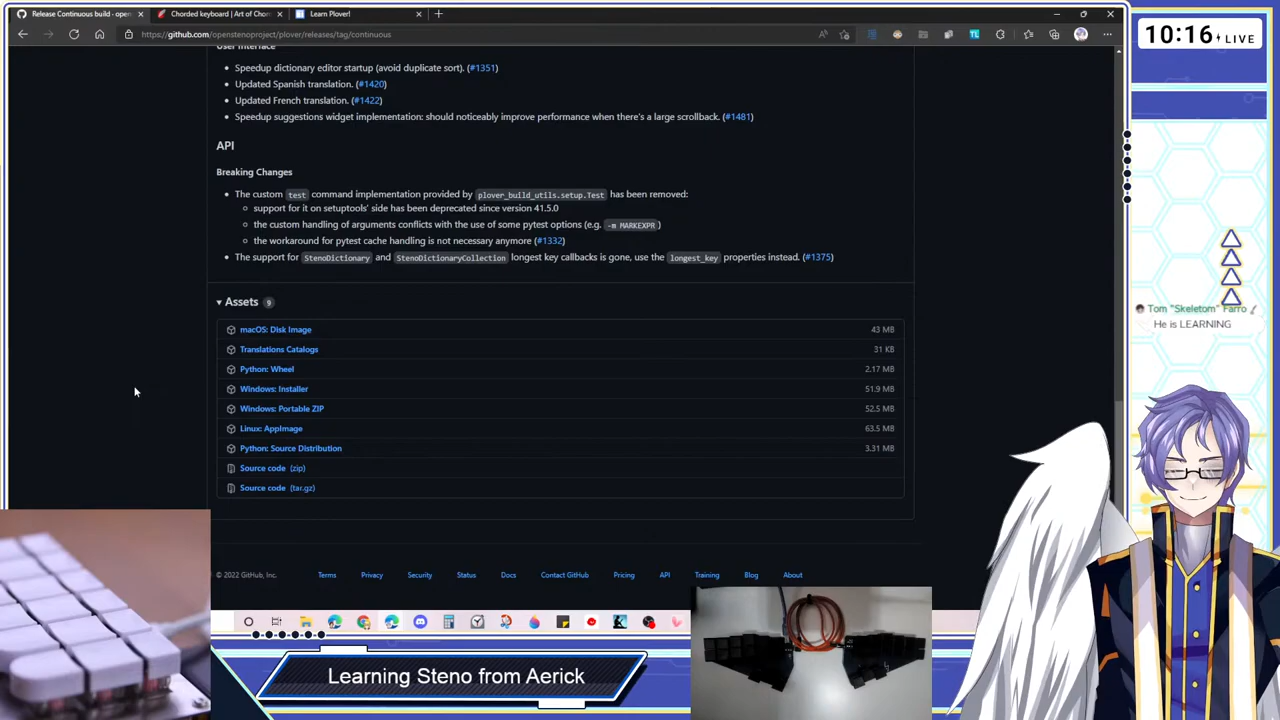 Release Continuous build - open
Chorded keyboard | Art of Chor
Learn Plover!
10:16 LIVE
https://github.com/openstenoproject/plover/releases/tag/continuous
User Interface
Speedup dictionary editor startup (avoid duplicate sort). (#1351)
Updated Spanish translation. (#1420)
Updated French translation. (#1422)
Speedup suggestions widget implementation: should noticeably improve performance when there's a large scrollback. (#1481)
API
Breaking Changes
The custom test command implementation provided by plover_build_utils.setup.Test has been removed:
support for it on setuptools' side has been deprecated since version 41.5.0
the custom handling of arguments conflicts with the use of some pytest options (e.g. -m MARKEXPR)
the workaround for pytest cache handling is not necessary anymore (#1332)
The support for StenoDictionary and StenoDictionaryCollection longest key callbacks is gone, use the longest_key properties instead. (#1375)
Tom "Skeletom" Farro
He is LEARNING
Assets 9
macOS: Disk Image 43 MB
Translations Catalogs 31 KB
Python: Wheel 2.17 MB
Windows: Installer 51.9 MB
Windows: Portable ZIP 52.5 MB
Linux: AppImage 63.5 MB
Python: Source Distribution 3.31 MB
Source code (zip)
Source code (tar.gz)
© 2022 GitHub, Inc. Terms Privacy Security Status Docs Contact GitHub Pricing API Training Blog About
Learning Steno from Aerick